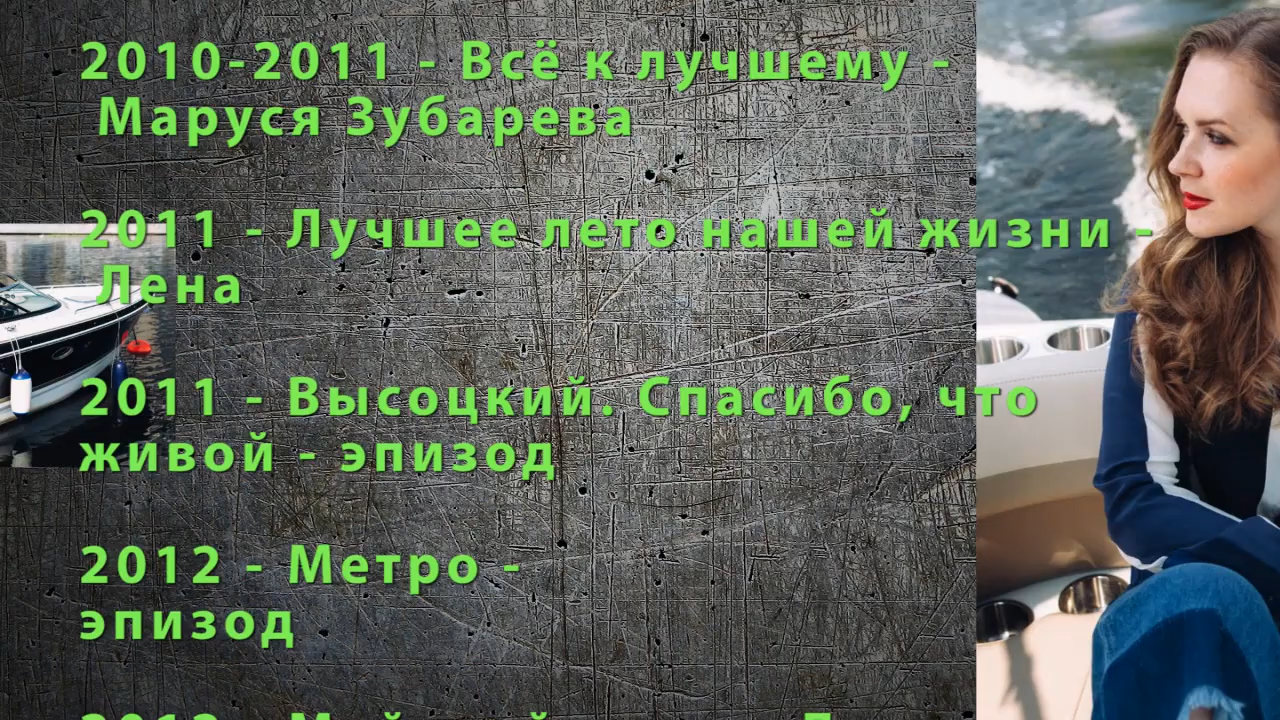 2010-2011 - Всё к лучшему -
Маруся Зубарева
2011 - Лучшее лето нашей жизни -
Лена
2011 - Высоцкий. Спасибо, что
живой - эпизод
2012 - Метро -
эпизод